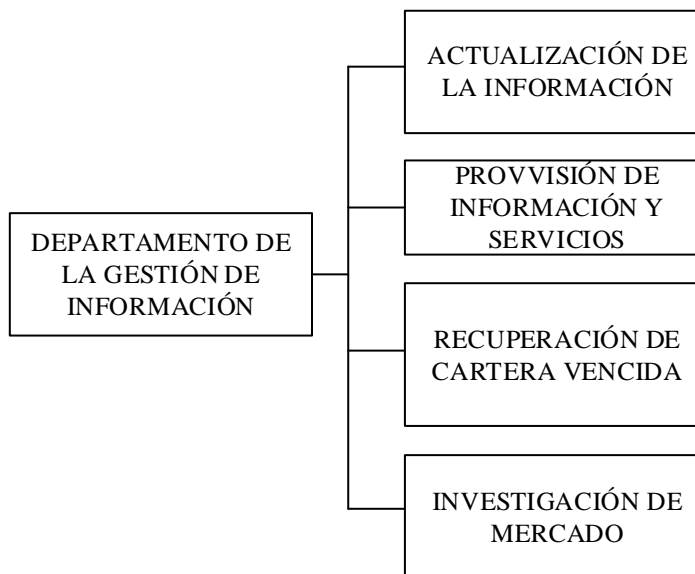 ACTUALIZACIÓN DE
LA INFORMACIÓN
PROVVISIÓN DE
INFORMACIÓN Y
SERVICIOS
DEPARTAMENTO DE
LA GESTIÓN DE
INFORMACIÓN
RECUPERACIÓN DE
CARTERA VENCIDA
INVESTIGACIÓN DE
MERCADO